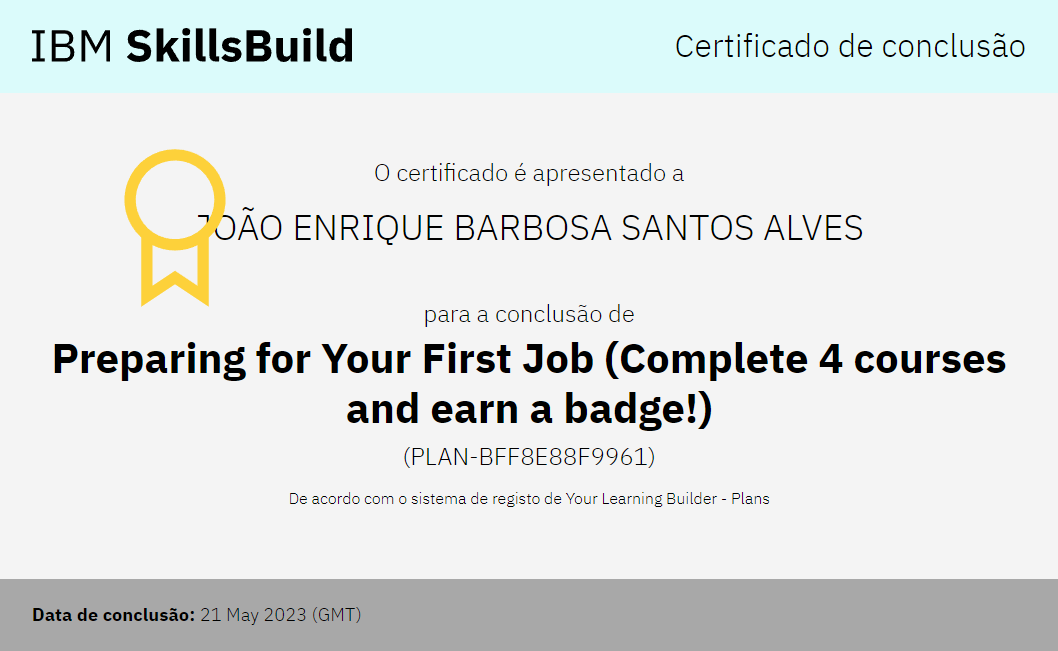 IBM SkillsBuild
Certificado de conclusão
O certificado é apresentado a
JOÃO ENRIQUE BARBOSA SANTOS ALVES
para a conclusão de
Preparing for Your First Job (Complete 4 courses
and earn a badge!)
(PLAN-BFF8E88F9961)
De acordo com o sistema de registo de Your Learning Builder - Plans
Data de conclusão: 21 May 2023 (GMT)